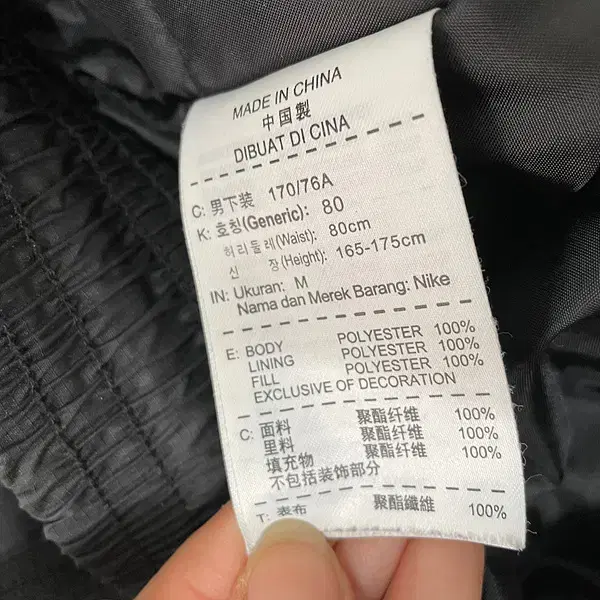 MADE IN CHINA
中国製
DIBUAT DI CINA
C: 男下装 170/76A
K: 호칭(Generic): 80
허리둘레(Waist): 80cm
신 장(Height): 165-175cm
IN: Ukuran: M
Nama dan Merek Barang: Nike
E: BODY POLYESTER 100%
LINING POLYESTER 100%
FILL POLYESTER 100%
EXCLUSIVE OF DECORATION
C: 面料 聚酯纤维 100%
里料 聚酯纤维 100%
填充物 聚酯纤维 100%
不包括装饰部分
T: 表布 聚酯纖維 100%